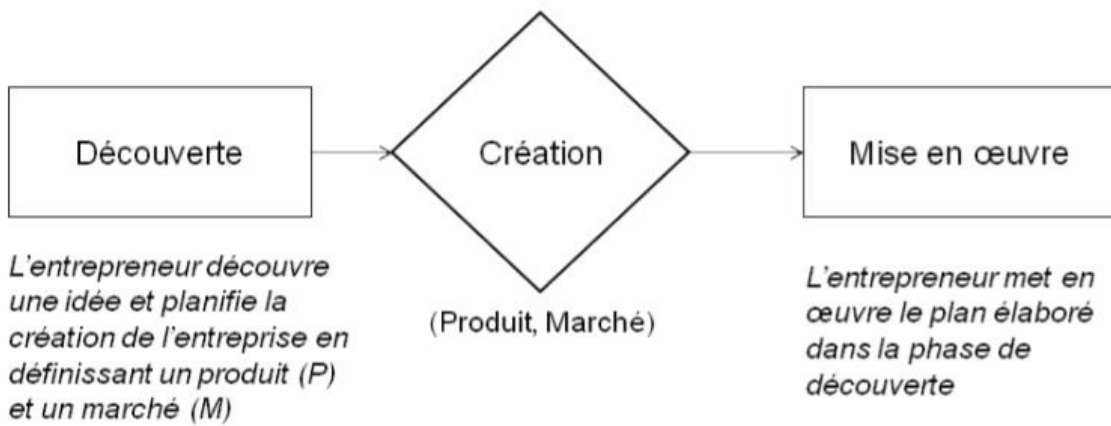 Découverte
Création
Mise en œuvre
L'entrepreneur découvre
une idée et planifie la
création de l'entreprise en
définissant un produit (P)
et un marché (M)
(Produit, Marché)
L'entrepreneur met en
œuvre le plan élaboré
dans la phase de
découverte